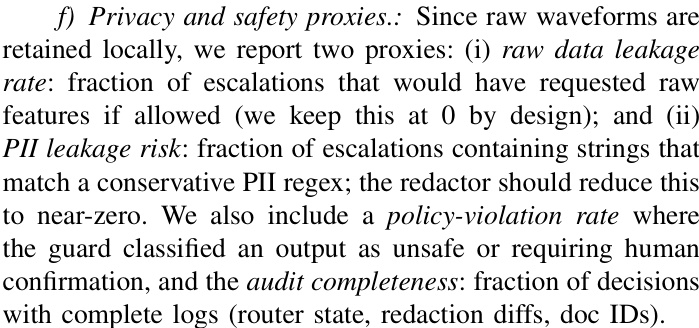 f) Privacy and safety proxies.: Since raw waveforms are
retained locally, we report two proxies: (i) raw data leakage
rate: fraction of escalations that would have requested raw
features if allowed (we keep this at 0 by design); and (ii)
PII leakage risk: fraction of escalations containing strings that
match a conservative PII regex; the redactor should reduce this
to near-zero. We also include a policy-violation rate where
the guard classified an output as unsafe or requiring human
confirmation, and the audit completeness: fraction of decisions
with complete logs (router state, redaction diffs, doc IDs).